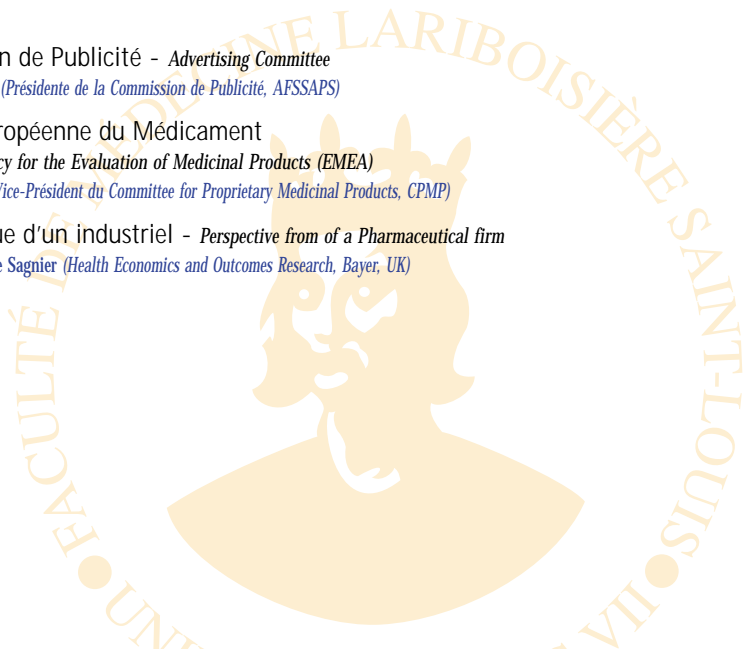 n de Publicité - Advertising Committee
(Présidente de la Commission de Publicité, AFSSAPS)
ropéenne du Médicament
cy for the Evaluation of Medicinal Products (EMEA)
Vice-Président du Committee for Proprietary Medicinal Products, CPMP)
ue d'un industriel - Perspective from of a Pharmaceutical firm
e Sagnier (Health Economics and Outcomes Research, Bayer, UK)
FACULTÉ DE MÉDECINE LARIBOISIÈRE SAINT-LOUIS
VII